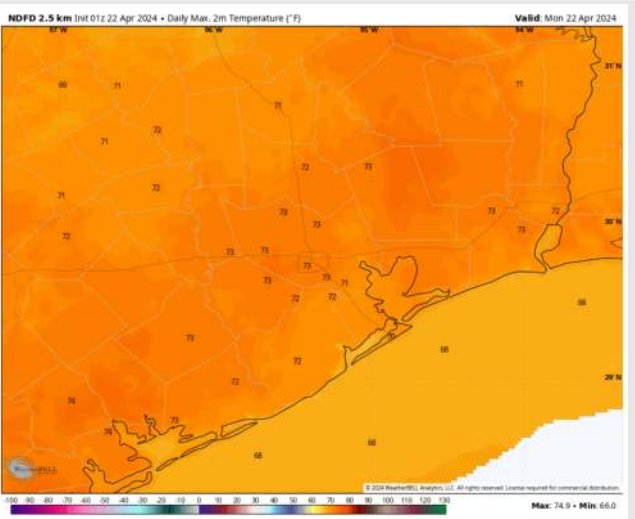 NDFD 2.5 km Init 01z 22 Apr 2024 • Daily Max. 2m Temperature (°F) Valid: Mon 22 Apr 2024
97°W 96°W 95°W 94°W
31°N
69 71 71
71
72
71
72 73
72
71
73 73 72
73
72
30°N
73 73
73
73
73 71
72 72
68
73
68
72
72
74
73
74
29°N
68
68
WeatherBELL
© 2024 WeatherBELL Analytics, LLC. All rights reserved. License required for commercial distribution.
-100 -90 -80 -70 -60 -50 -40 -30 -20 -10 0 10 20 30 40 50 60 70 80 90 100 110 120 130
Max: 74.9 • Min: 66.0